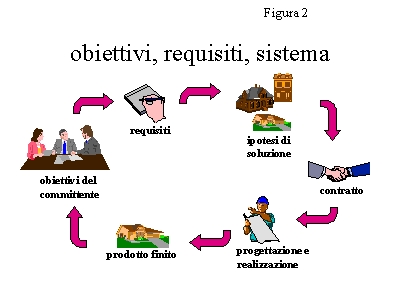 Figura 2
obiettivi, requisiti, sistema
requisiti
ipotesi di
soluzione
obiettivi del
committente
contratto
prodotto finito
progettazione e
realizzazione